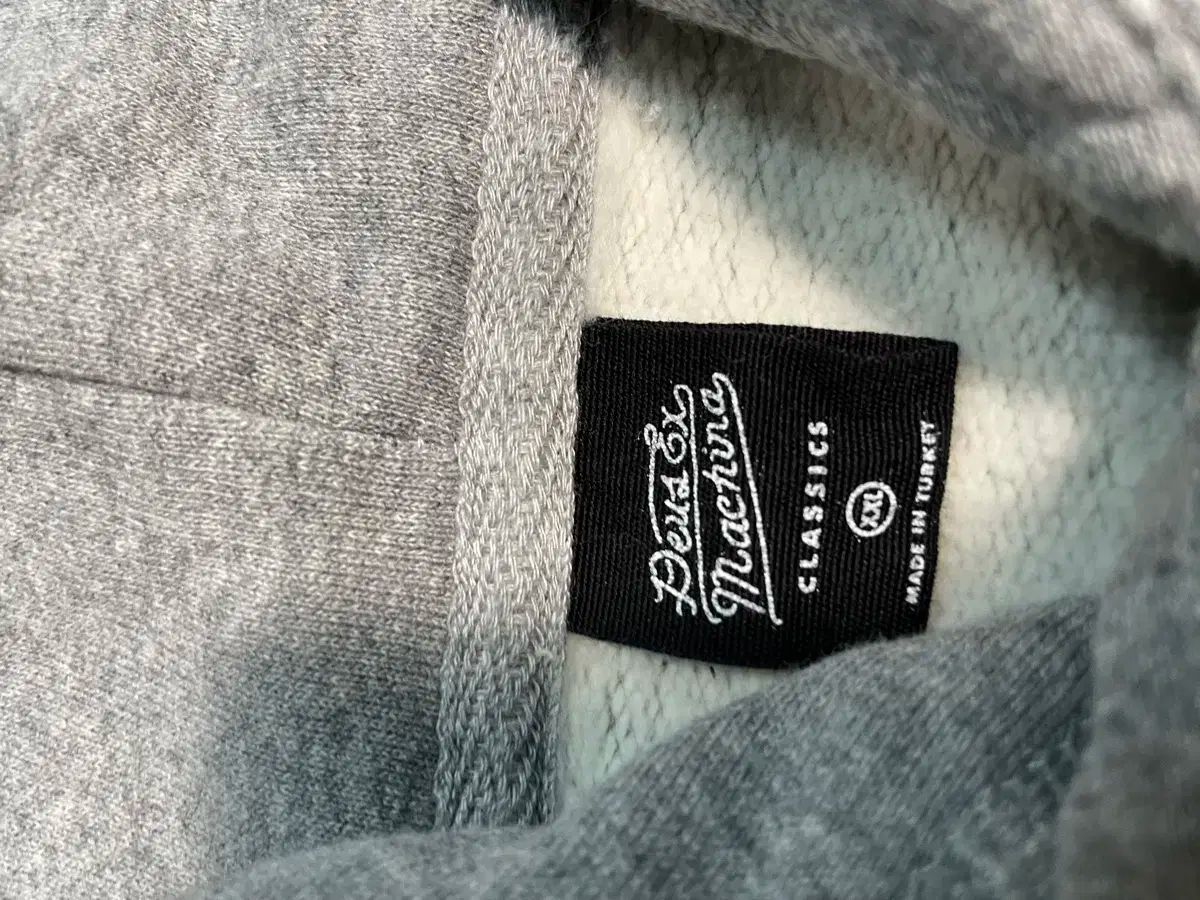 Deus Ex
Machina
CLASSICS
XXL
MADE IN TURKEY